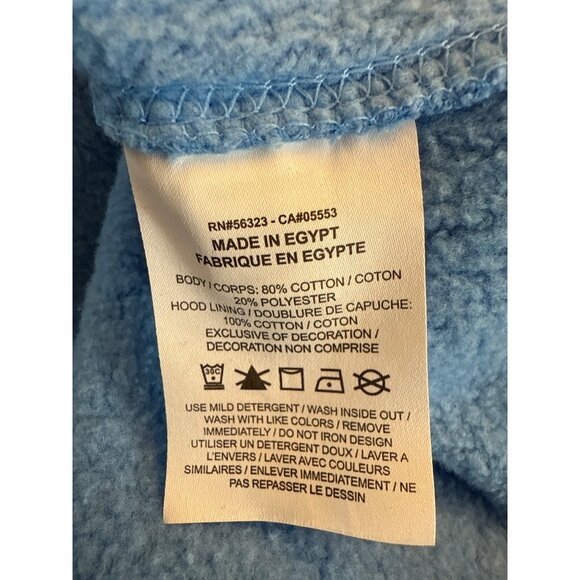 RN#56323 - CA#05553
MADE IN EGYPT
FABRIQUE EN EGYPTE
BODY / CORPS: 80% COTTON / COTON
20% POLYESTER
HOOD LINING / DOUBLURE DE CAPUCHE:
100% COTTON / COTON
EXCLUSIVE OF DECORATION /
DECORATION NON COMPRISE
30C
USE MILD DETERGENT / WASH INSIDE OUT /
WASH WITH LIKE COLORS / REMOVE
IMMEDIATELY / DO NOT IRON DESIGN
UTILISER UN DETERGENT DOUX / LAVER A
L'ENVERS / LAVER AVEC COULEURS
SIMILAIRES / ENLEVER IMMEDIATEMENT / NE
PAS REPASSER LE DESSIN